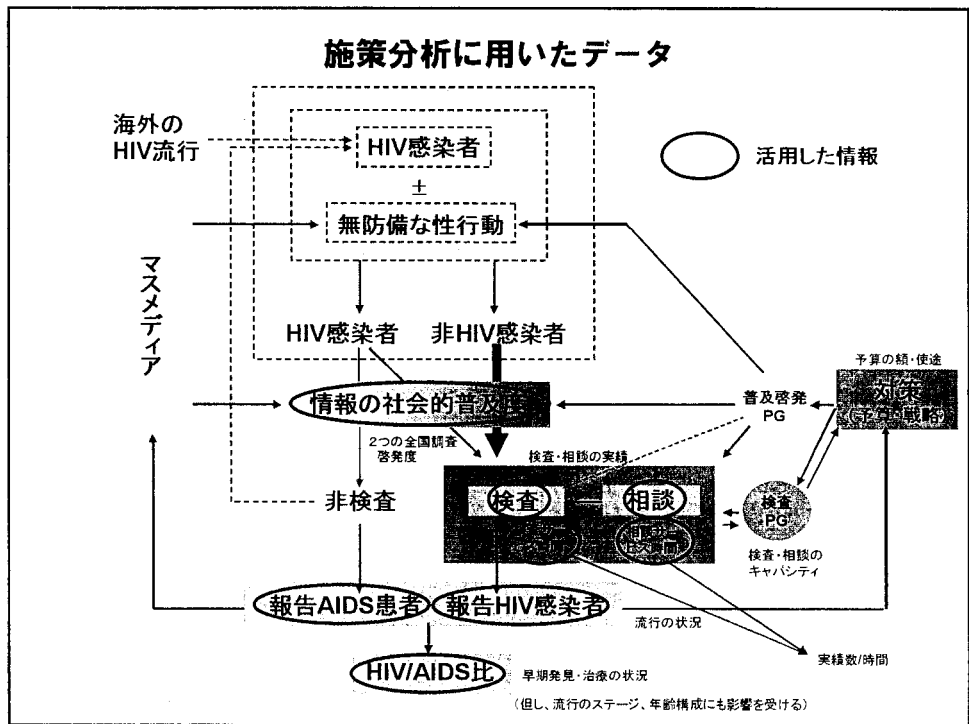 施策分析に用いたデータ
海外の
HIV流行
HIV感染者
±
無防備な性行動
活用した情報
マスメディア
HIV感染者
非HIV感染者
予算の額・使途
対策
(予算・戦略)
普及啓発
PG
情報の社会的普及度
2つの全国調査
啓発度
検査・相談の実績
非検査
検査
相談
検査
PG
検査・相談の
キャパシティ
報告AIDS患者
報告HIV感染者
流行の状況
実績数/時間
HIV/AIDS比
早期発見・治療の状況
(但し、流行のステージ、年齢構成にも影響を受ける)